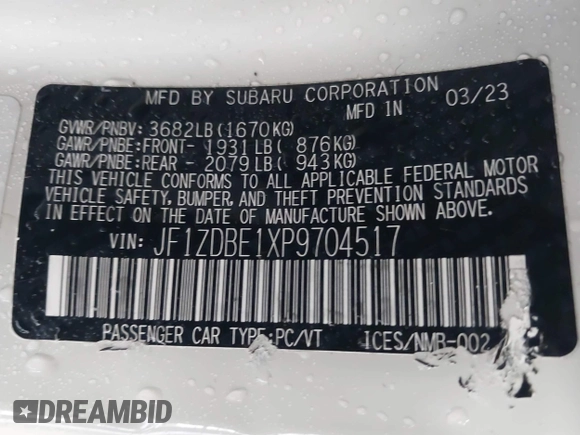 MFD BY SUBARU CORPORATION
MFD IN 03/23
GVWR/PNBV: 3682LB(1670KG)
GAWR/PNBE:FRONT- 1931LB( 876KG)
GAWR/PNBE:REAR - 2079LB( 943KG)
THIS VEHICLE CONFORMS TO ALL APPLICABLE FEDERAL MOTOR
VEHICLE SAFETY, BUMPER, AND THEFT PREVENTION STANDARDS
IN EFFECT ON THE DATE OF MANUFACTURE SHOWN ABOVE.
VIN: JF1ZDBE1XP9704517
PASSENGER CAR TYPE:PC/VT ICES/NMB-002
DREAMBID